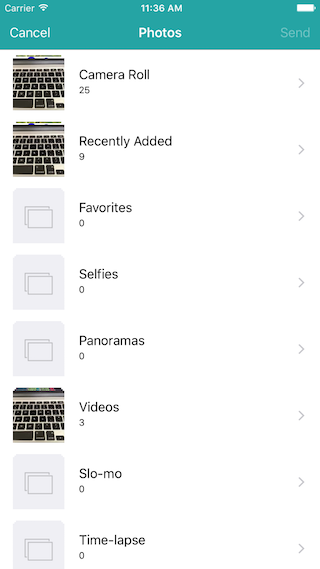 Carrier 11:36 AM
Cancel Photos Send
Camera Roll
25
Recently Added
9
Favorites
0
Selfies
0
Panoramas
0
Videos
3
Slo-mo
0
Time-lapse
0